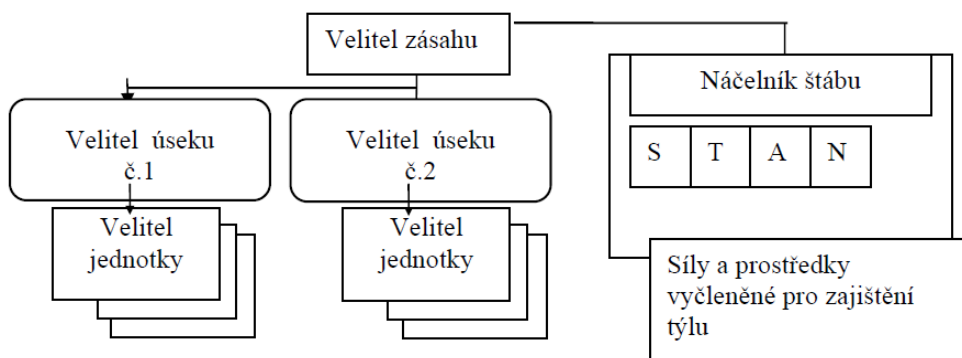 Velitel zásahu
Náčelník štábu
S T A N
Velitel úseku
č.1
Velitel úseku
č.2
Velitel
jednotky
Velitel
jednotky
Síly a prostředky
vyčleněné pro zajištění
týlu